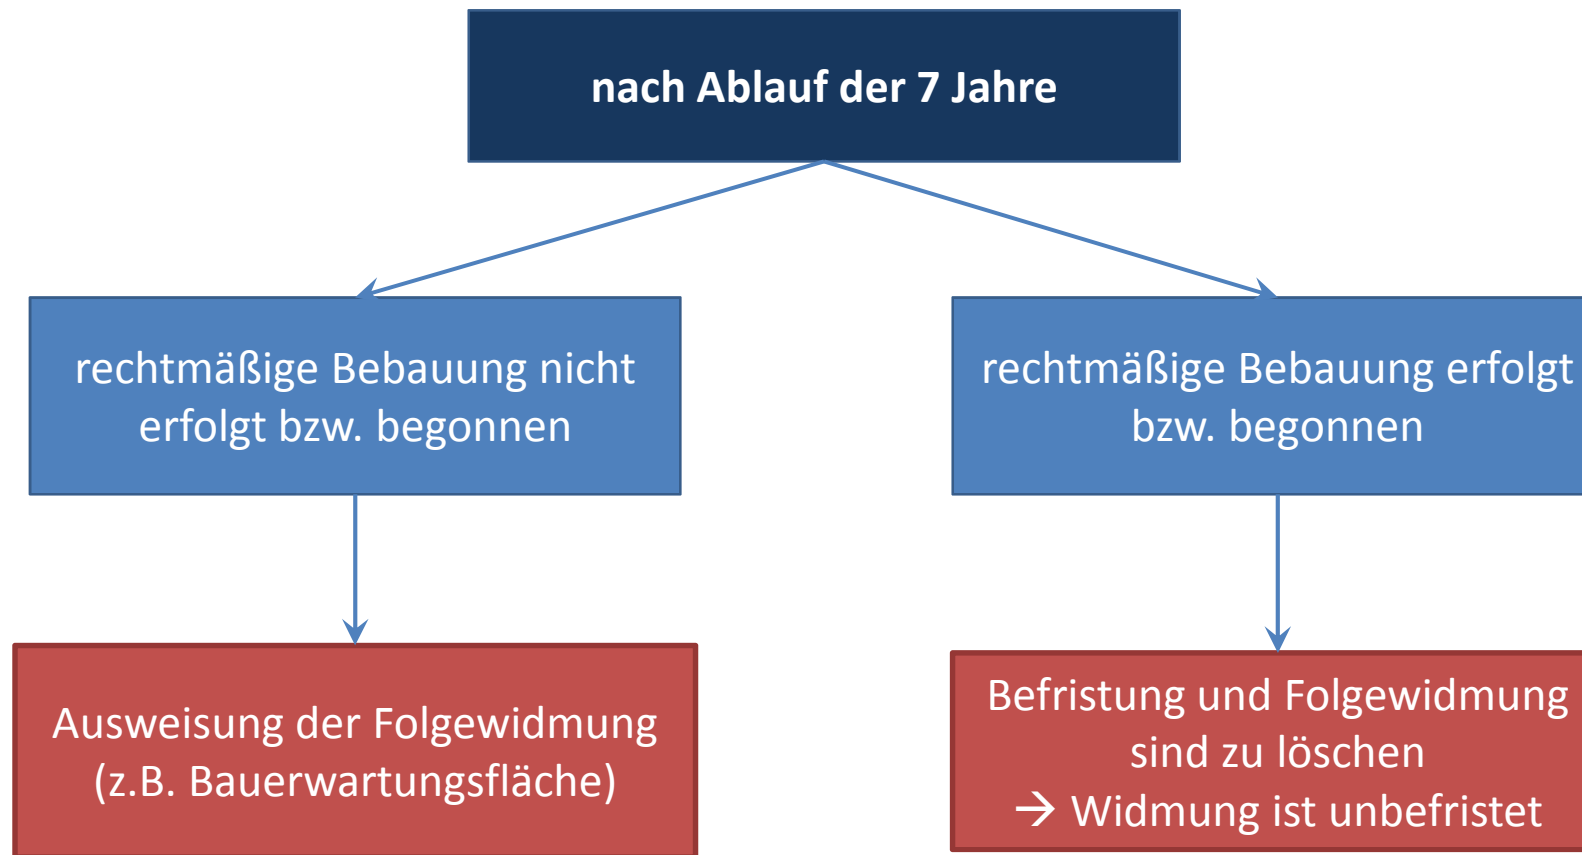 nach Ablauf der 7 Jahre
rechtmäßige Bebauung nicht
erfolgt bzw. begonnen
rechtmäßige Bebauung erfolgt
bzw. begonnen
Ausweisung der Folgewidmung
(z.B. Bauerwartungsfläche)
Befristung und Folgewidmung
sind zu löschen
→ Widmung ist unbefristet